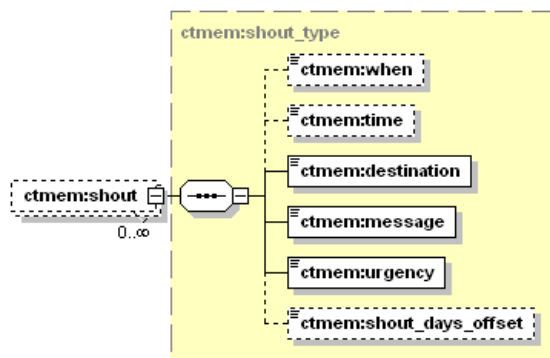 ctmem:shout_type
ctmem:when
ctmem:time
ctmem:destination
ctmem:shout
0..∞
ctmem:message
ctmem:urgency
ctmem:shout_days_offset